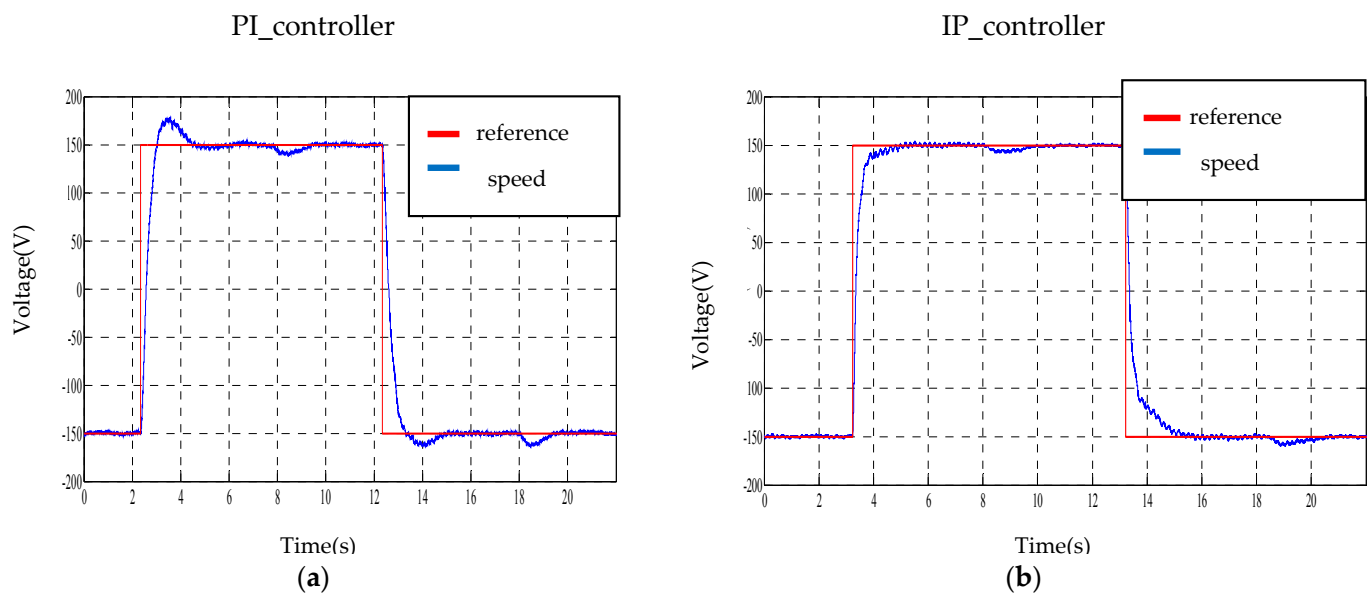 PI_controller
IP_controller
200
150
100
50
0
-50
-100
-150
-200
0 2 4 6 8 10 12 14 16 18 20
Voltage(V)
Time(s)
reference
speed
(a)
200
150
100
50
0
-50
-100
-150
-200
0 2 4 6 8 10 12 14 16 18 20
Voltage(V)
Time(s)
reference
speed
(b)